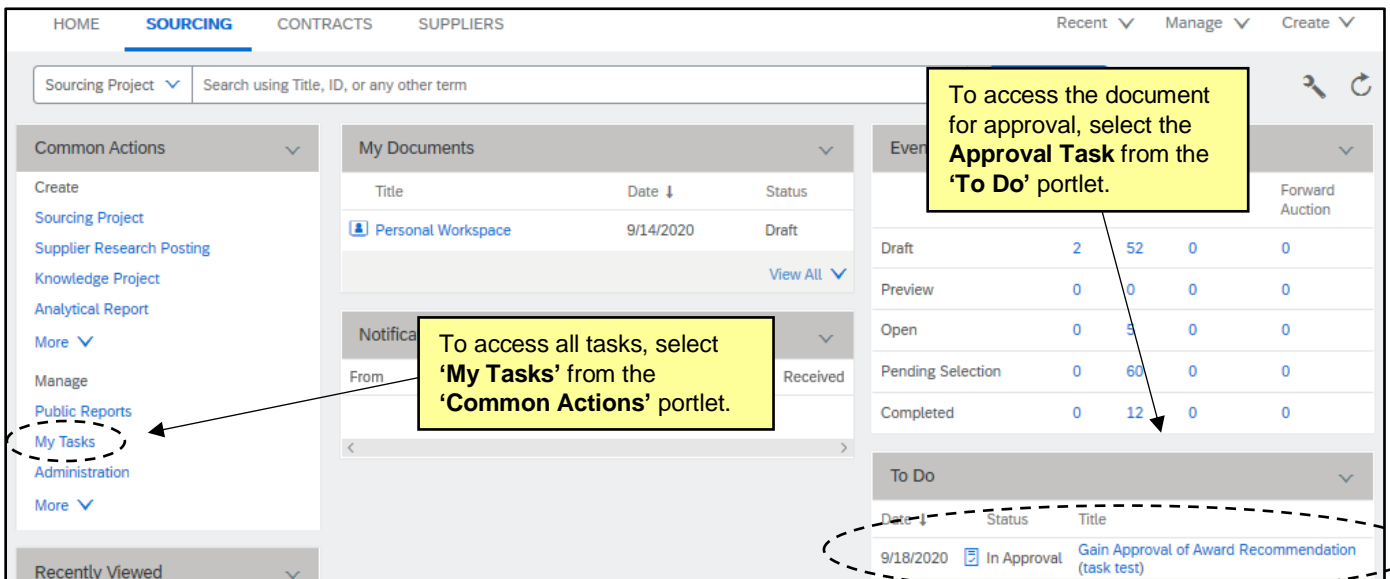 HOME SOURCING CONTRACTS SUPPLIERS Recent Manage Create
Sourcing Project Search using Title, ID, or any other term
To access the document
for approval, select the
Approval Task from the
‘To Do’ portlet.
Common Actions
Create
Sourcing Project
Supplier Research Posting
Knowledge Project
Analytical Report
More
Manage
Public Reports
My Tasks
Administration
More
Recently Viewed
My Documents
Title Date ↓ Status
Personal Workspace 9/14/2020 Draft
View All
To access all tasks, select
‘My Tasks’ from the
‘Common Actions’ portlet.
From Received
Forward
Auction
Draft 2 52 0 0
Preview 0 0 0 0
Open 0 5 0 0
Pending Selection 0 60 0 0
Completed 0 12 0 0
To Do
Date ↓ Status Title
9/18/2020 In Approval Gain Approval of Award Recommendation
(task test)